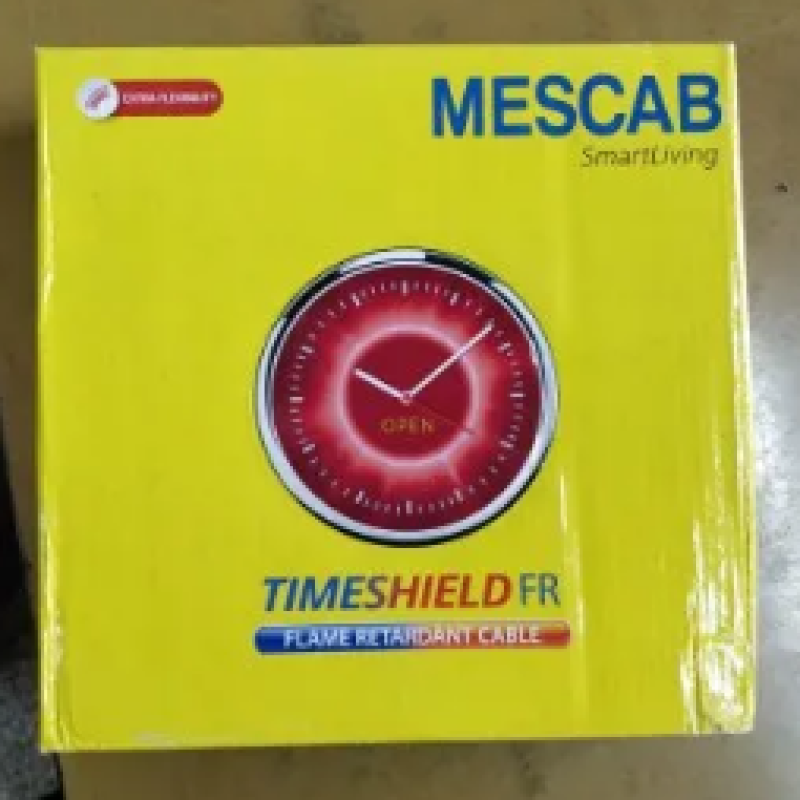 EXTRA FLEXIBILITY
MESCAB
SmartLiving
OPEN
TIMESHIELD FR
FLAME RETARDANT CABLE